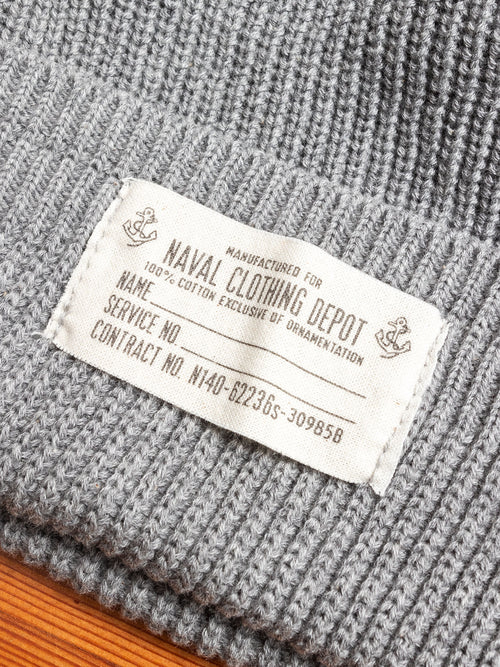 MANUFACTURED FOR
NAVAL CLOTHING DEPOT
100% COTTON EXCLUSIVE OF ORNAMENTATION
NAME
SERVICE NO.
CONTRACT NO. N140-62236s-30985B